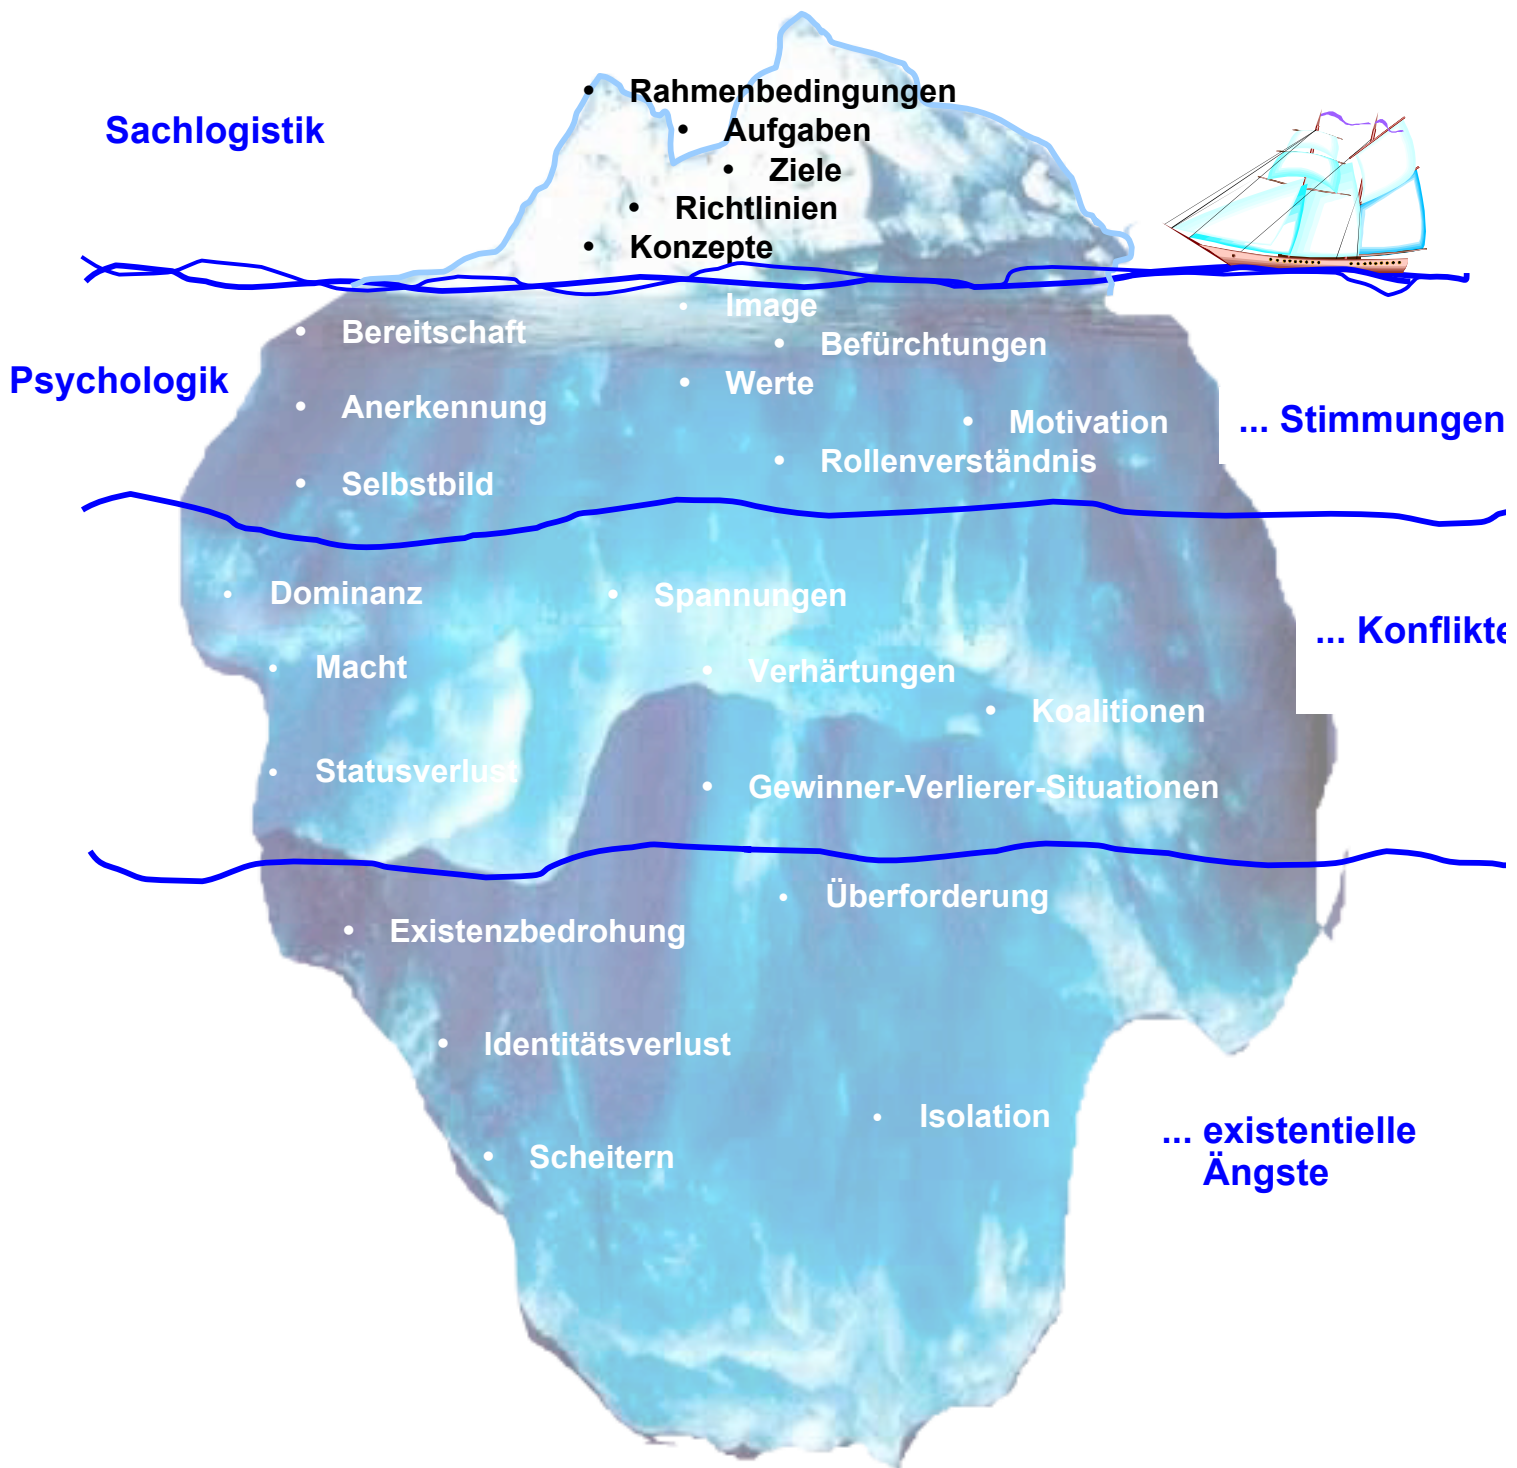 • Rahmenbedingungen
Sachlogistik
• Aufgaben
• Ziele
• Richtlinien
• Konzepte
• Image
• Bereitschaft
• Befürchtungen
Psychologik
• Werte
• Anerkennung
• Motivation
... Stimmungen
• Rollenverständnis
• Selbstbild
• Dominanz
• Spannungen
... Konflikte
• Macht
• Verhärtungen
• Koalitionen
• Statusverlust
• Gewinner-Verlierer-Situationen
• Überforderung
• Existenzbedrohung
• Identitätsverlust
• Isolation
... existentielle
Ängste
• Scheitern